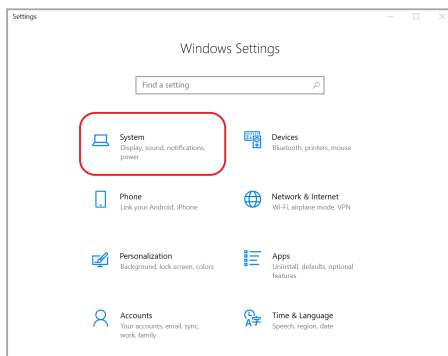 Settings
Windows Settings
Find a setting
System
Display, sound, notifications,
power
Devices
Bluetooth, printers, mouse
Phone
Link your Android, iPhone
Network & Internet
Wi-Fi, airplane mode, VPN
Personalization
Background, lock screen, colors
Apps
Uninstall, defaults, optional
features
Accounts
Your accounts, email, sync,
work, family
Time & Language
Speech, region, date